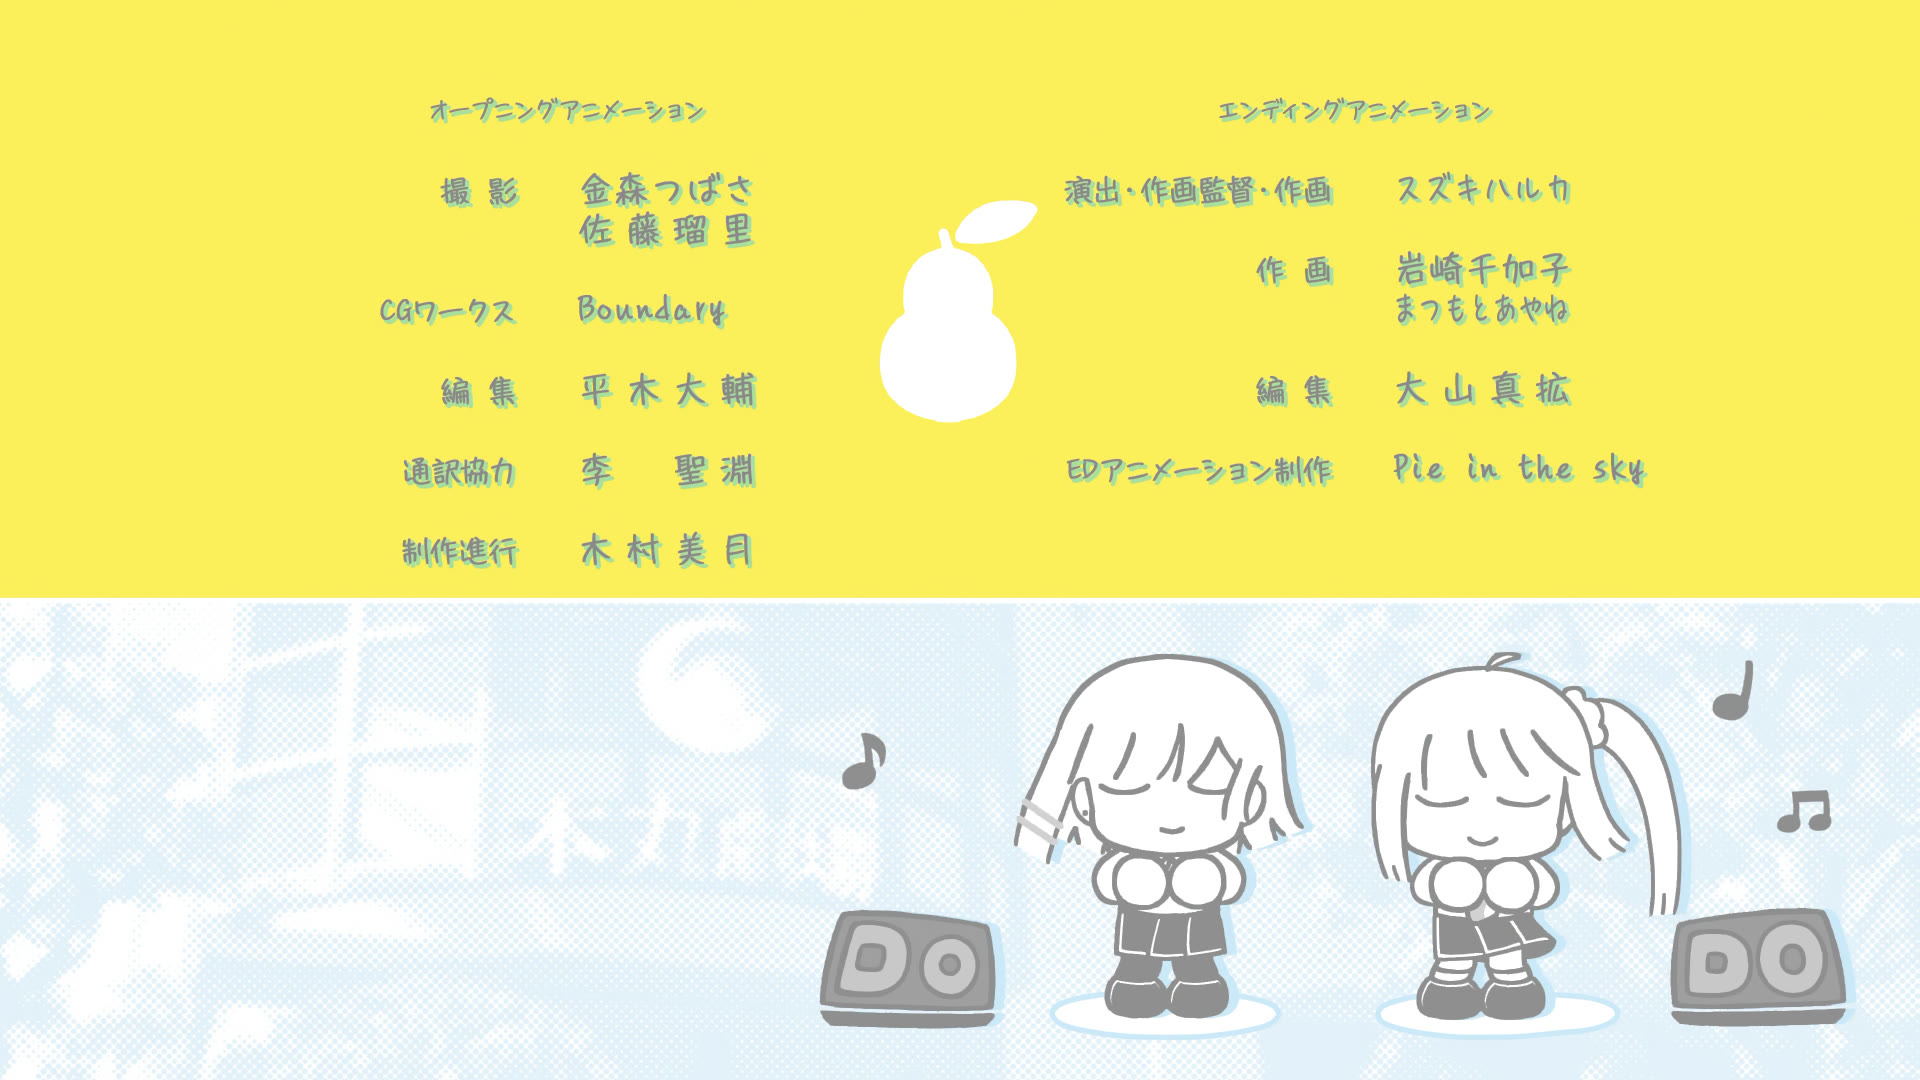 オープニングアニメーション
撮影 金森つばさ
佐藤瑠里
CGワークス Boundary
編集 平木大輔
通訳協力 李聖淵
制作進行 木村美月
エンディングアニメーション
演出・作画監督・作画 スズキハルカ
作画 岩崎千加子
まつもとあやね
編集 大山真拡
EDアニメーション制作 Pie in the sky